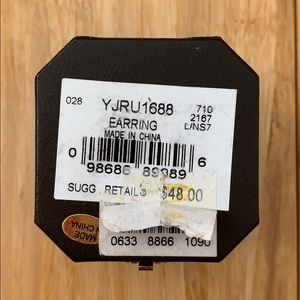 028 YJRU1688 710
EARRING 2187
MADE IN CHINA L/NS7
0 98686 89989 6
SUGG. RETAIL $ $48.00
MADE
IN CHINA
0633 8866 1090